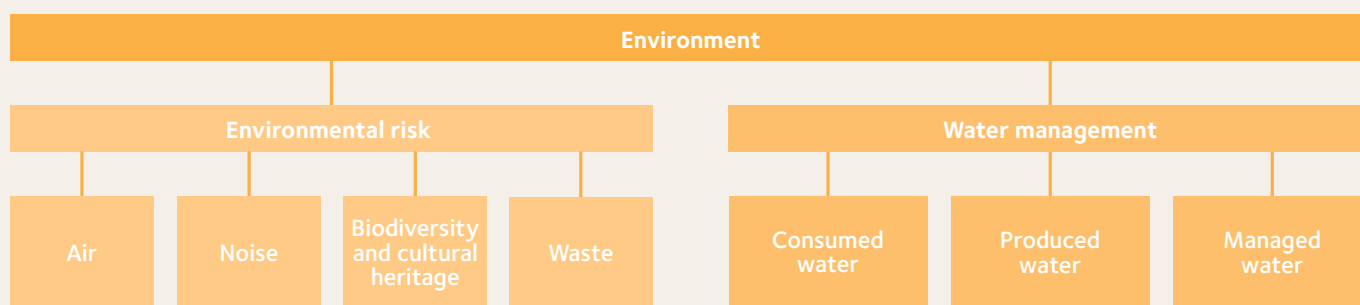 Environment
Environmental risk
Water management
Air
Noise
Biodiversity
and cultural
heritage
Waste
Consumed
water
Produced
water
Managed
water